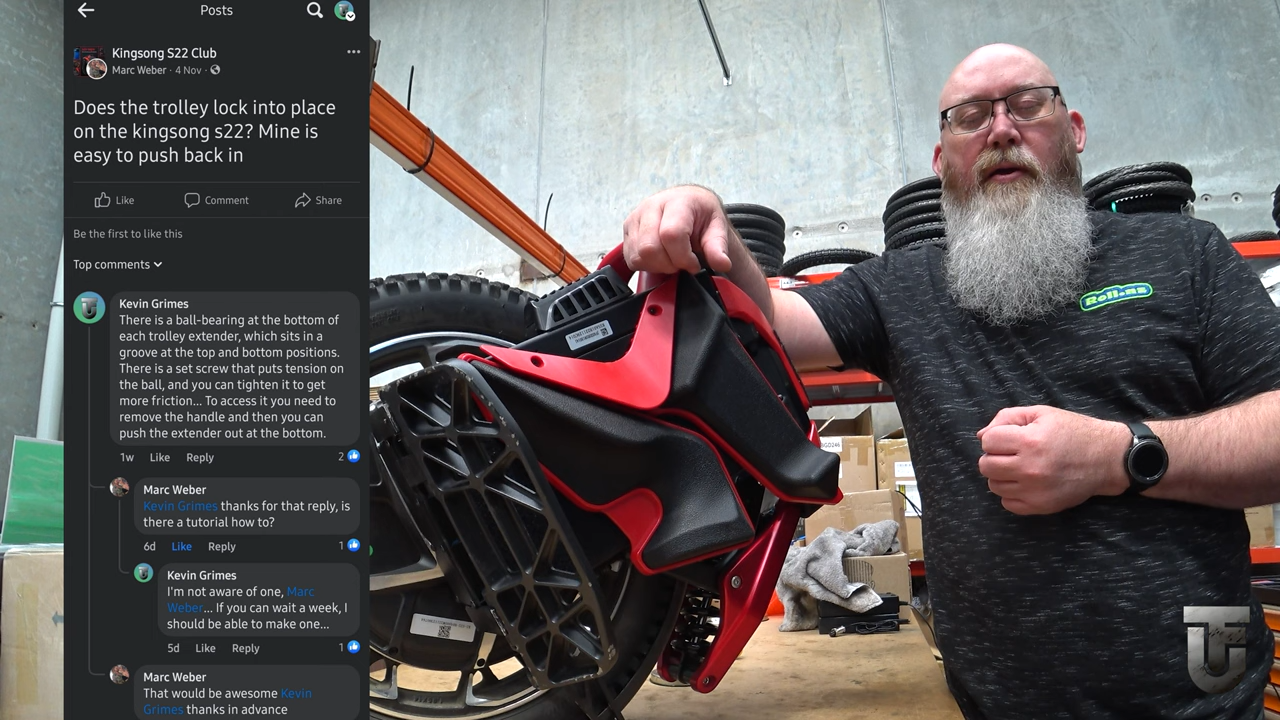 Posts
Kingsong S22 Club
Marc Weber · 4 Nov ·
Does the trolley lock into place
on the kingsong s22? Mine is
easy to push back in
Like
Comment
Share
Be the first to like this
Top comments
Kevin Grimes
There is a ball-bearing at the bottom of
each trolley extender, which sits in a
groove at the top and bottom positions.
There is a set screw that puts tension on
the ball, and you can tighten it to get
more friction... To access it you need to
remove the handle and then you can
push the extender out at the bottom.
1w Like Reply 2
Marc Weber
Kevin Grimes thanks for that reply, is
there a tutorial how to?
6d Like Reply 1
Kevin Grimes
I'm not aware of one, Marc
Weber... If you can wait a week, I
should be able to make one...
5d Like Reply 1
Marc Weber
That would be awesome Kevin
Grimes thanks in advance
Roll.nz